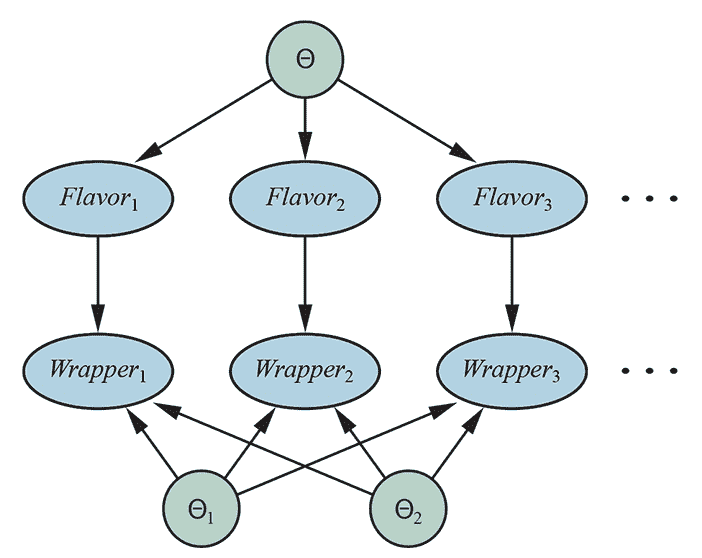 Θ
Flavor₁ Flavor₂ Flavor₃ . . .
Wrapper₁ Wrapper₂ Wrapper₃ . . .
Θ₁ Θ₂